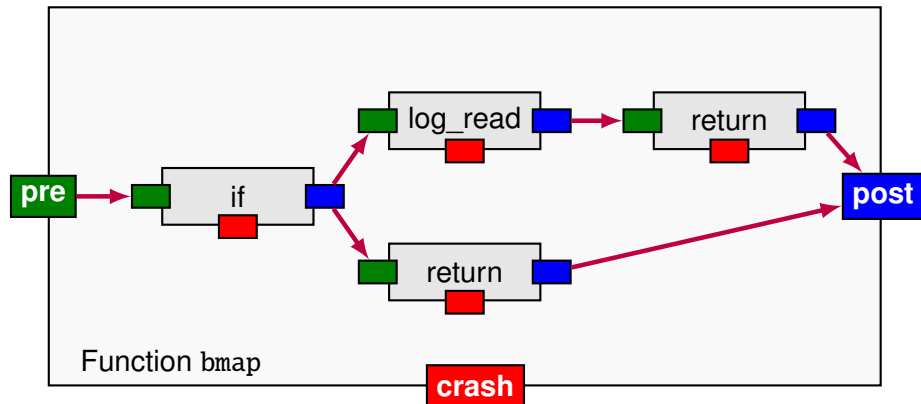 log_read
return
pre
if
post
return
Function bmap
crash